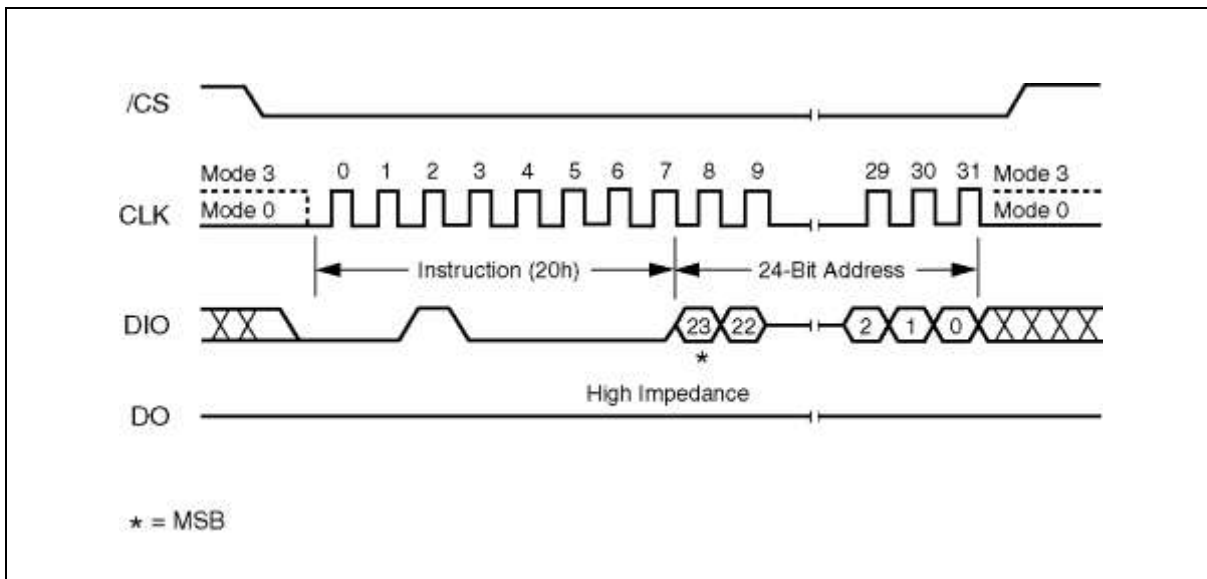 /CS
Mode 3 0 1 2 3 4 5 6 7 8 9 29 30 31 Mode 3
CLK Mode 0 Mode 0
Instruction (20h) 24-Bit Address
DIO 23 22 2 1 0
*
High Impedance
DO
* = MSB